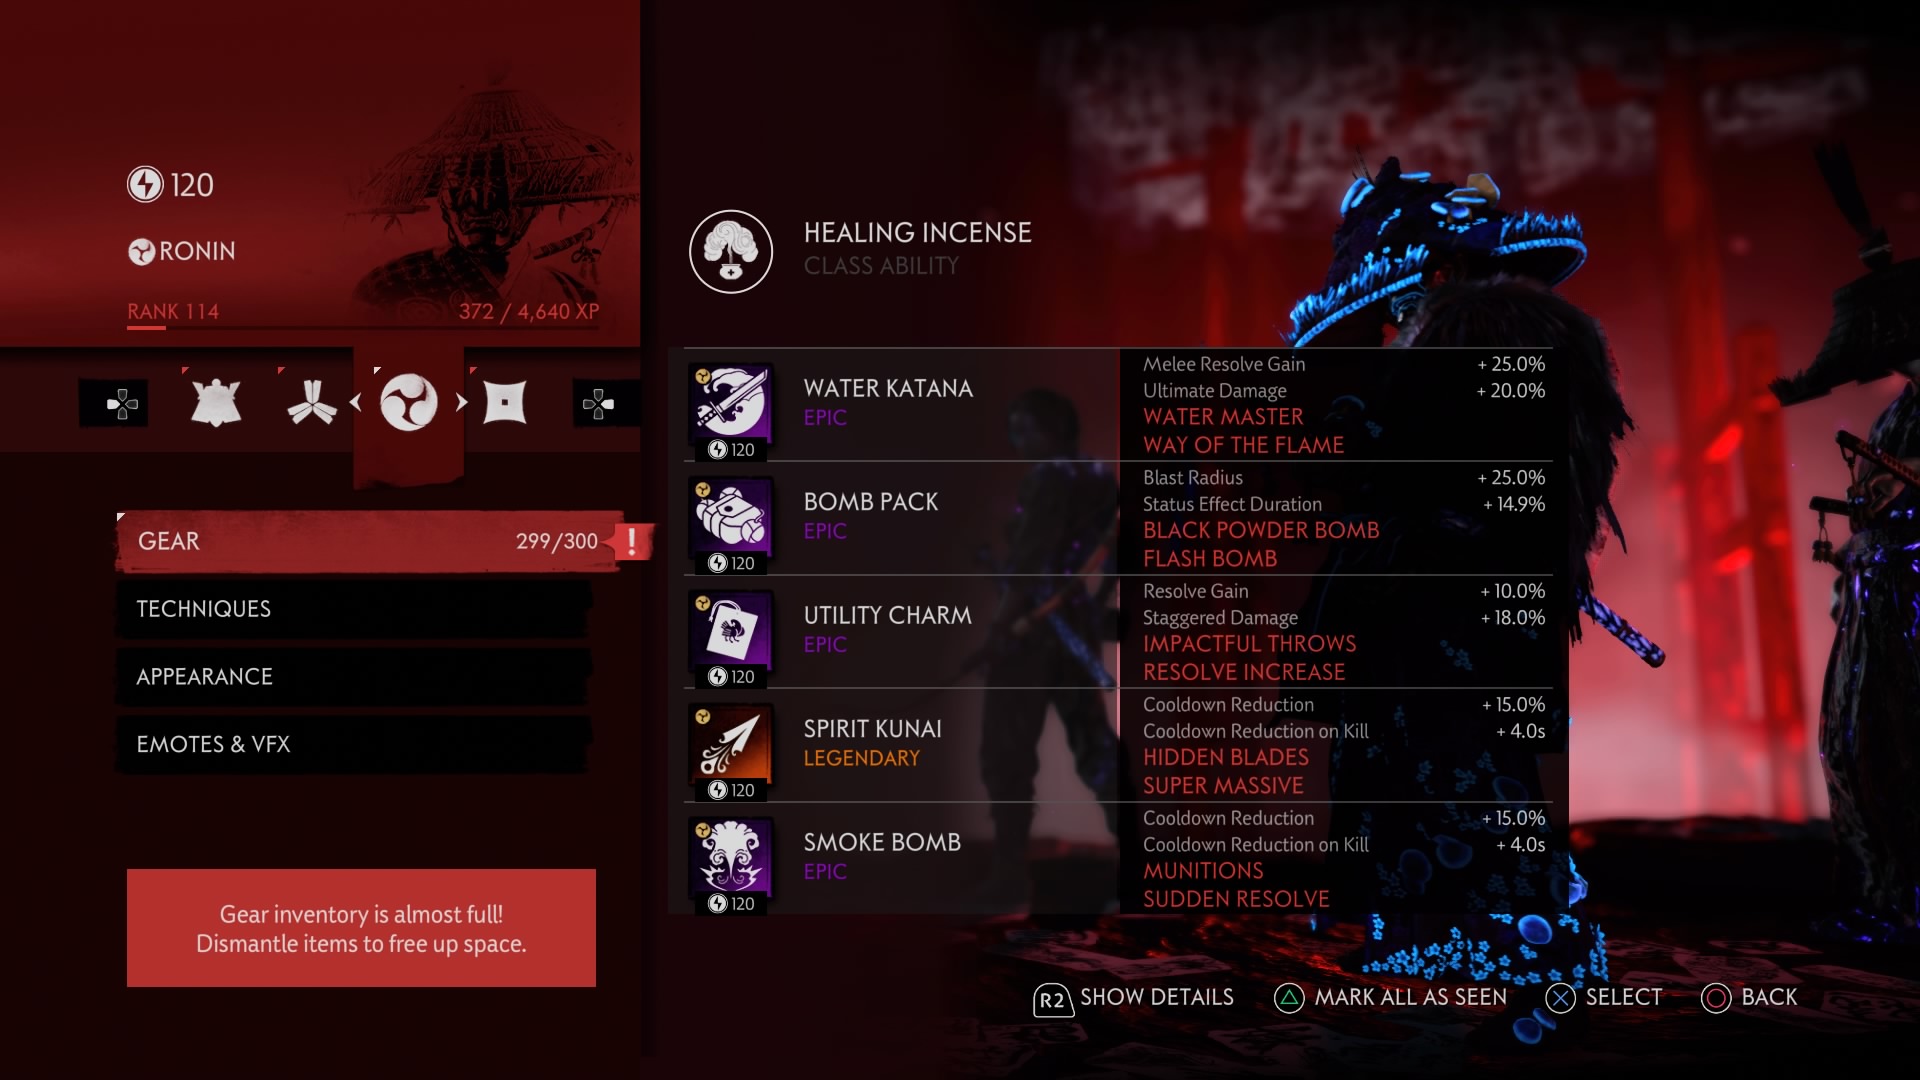 120
RONIN
RANK 114
372 / 4,640 XP
GEAR
299/300
!
TECHNIQUES
APPEARANCE
EMOTES & VFX
Gear inventory is almost full!
Dismantle items to free up space.
HEALING INCENSE
CLASS ABILITY
WATER KATANA
EPIC
120
Melee Resolve Gain + 25.0%
Ultimate Damage + 20.0%
WATER MASTER
WAY OF THE FLAME
BOMB PACK
EPIC
120
Blast Radius + 25.0%
Status Effect Duration + 14.9%
BLACK POWDER BOMB
FLASH BOMB
UTILITY CHARM
EPIC
120
Resolve Gain + 10.0%
Staggered Damage + 18.0%
IMPACTFUL THROWS
RESOLVE INCREASE
SPIRIT KUNAI
LEGENDARY
120
Cooldown Reduction + 15.0%
Cooldown Reduction on Kill + 4.0s
HIDDEN BLADES
SUPER MASSIVE
SMOKE BOMB
EPIC
120
Cooldown Reduction + 15.0%
Cooldown Reduction on Kill + 4.0s
MUNITIONS
SUDDEN RESOLVE
R2 SHOW DETAILS
MARK ALL AS SEEN
SELECT
BACK